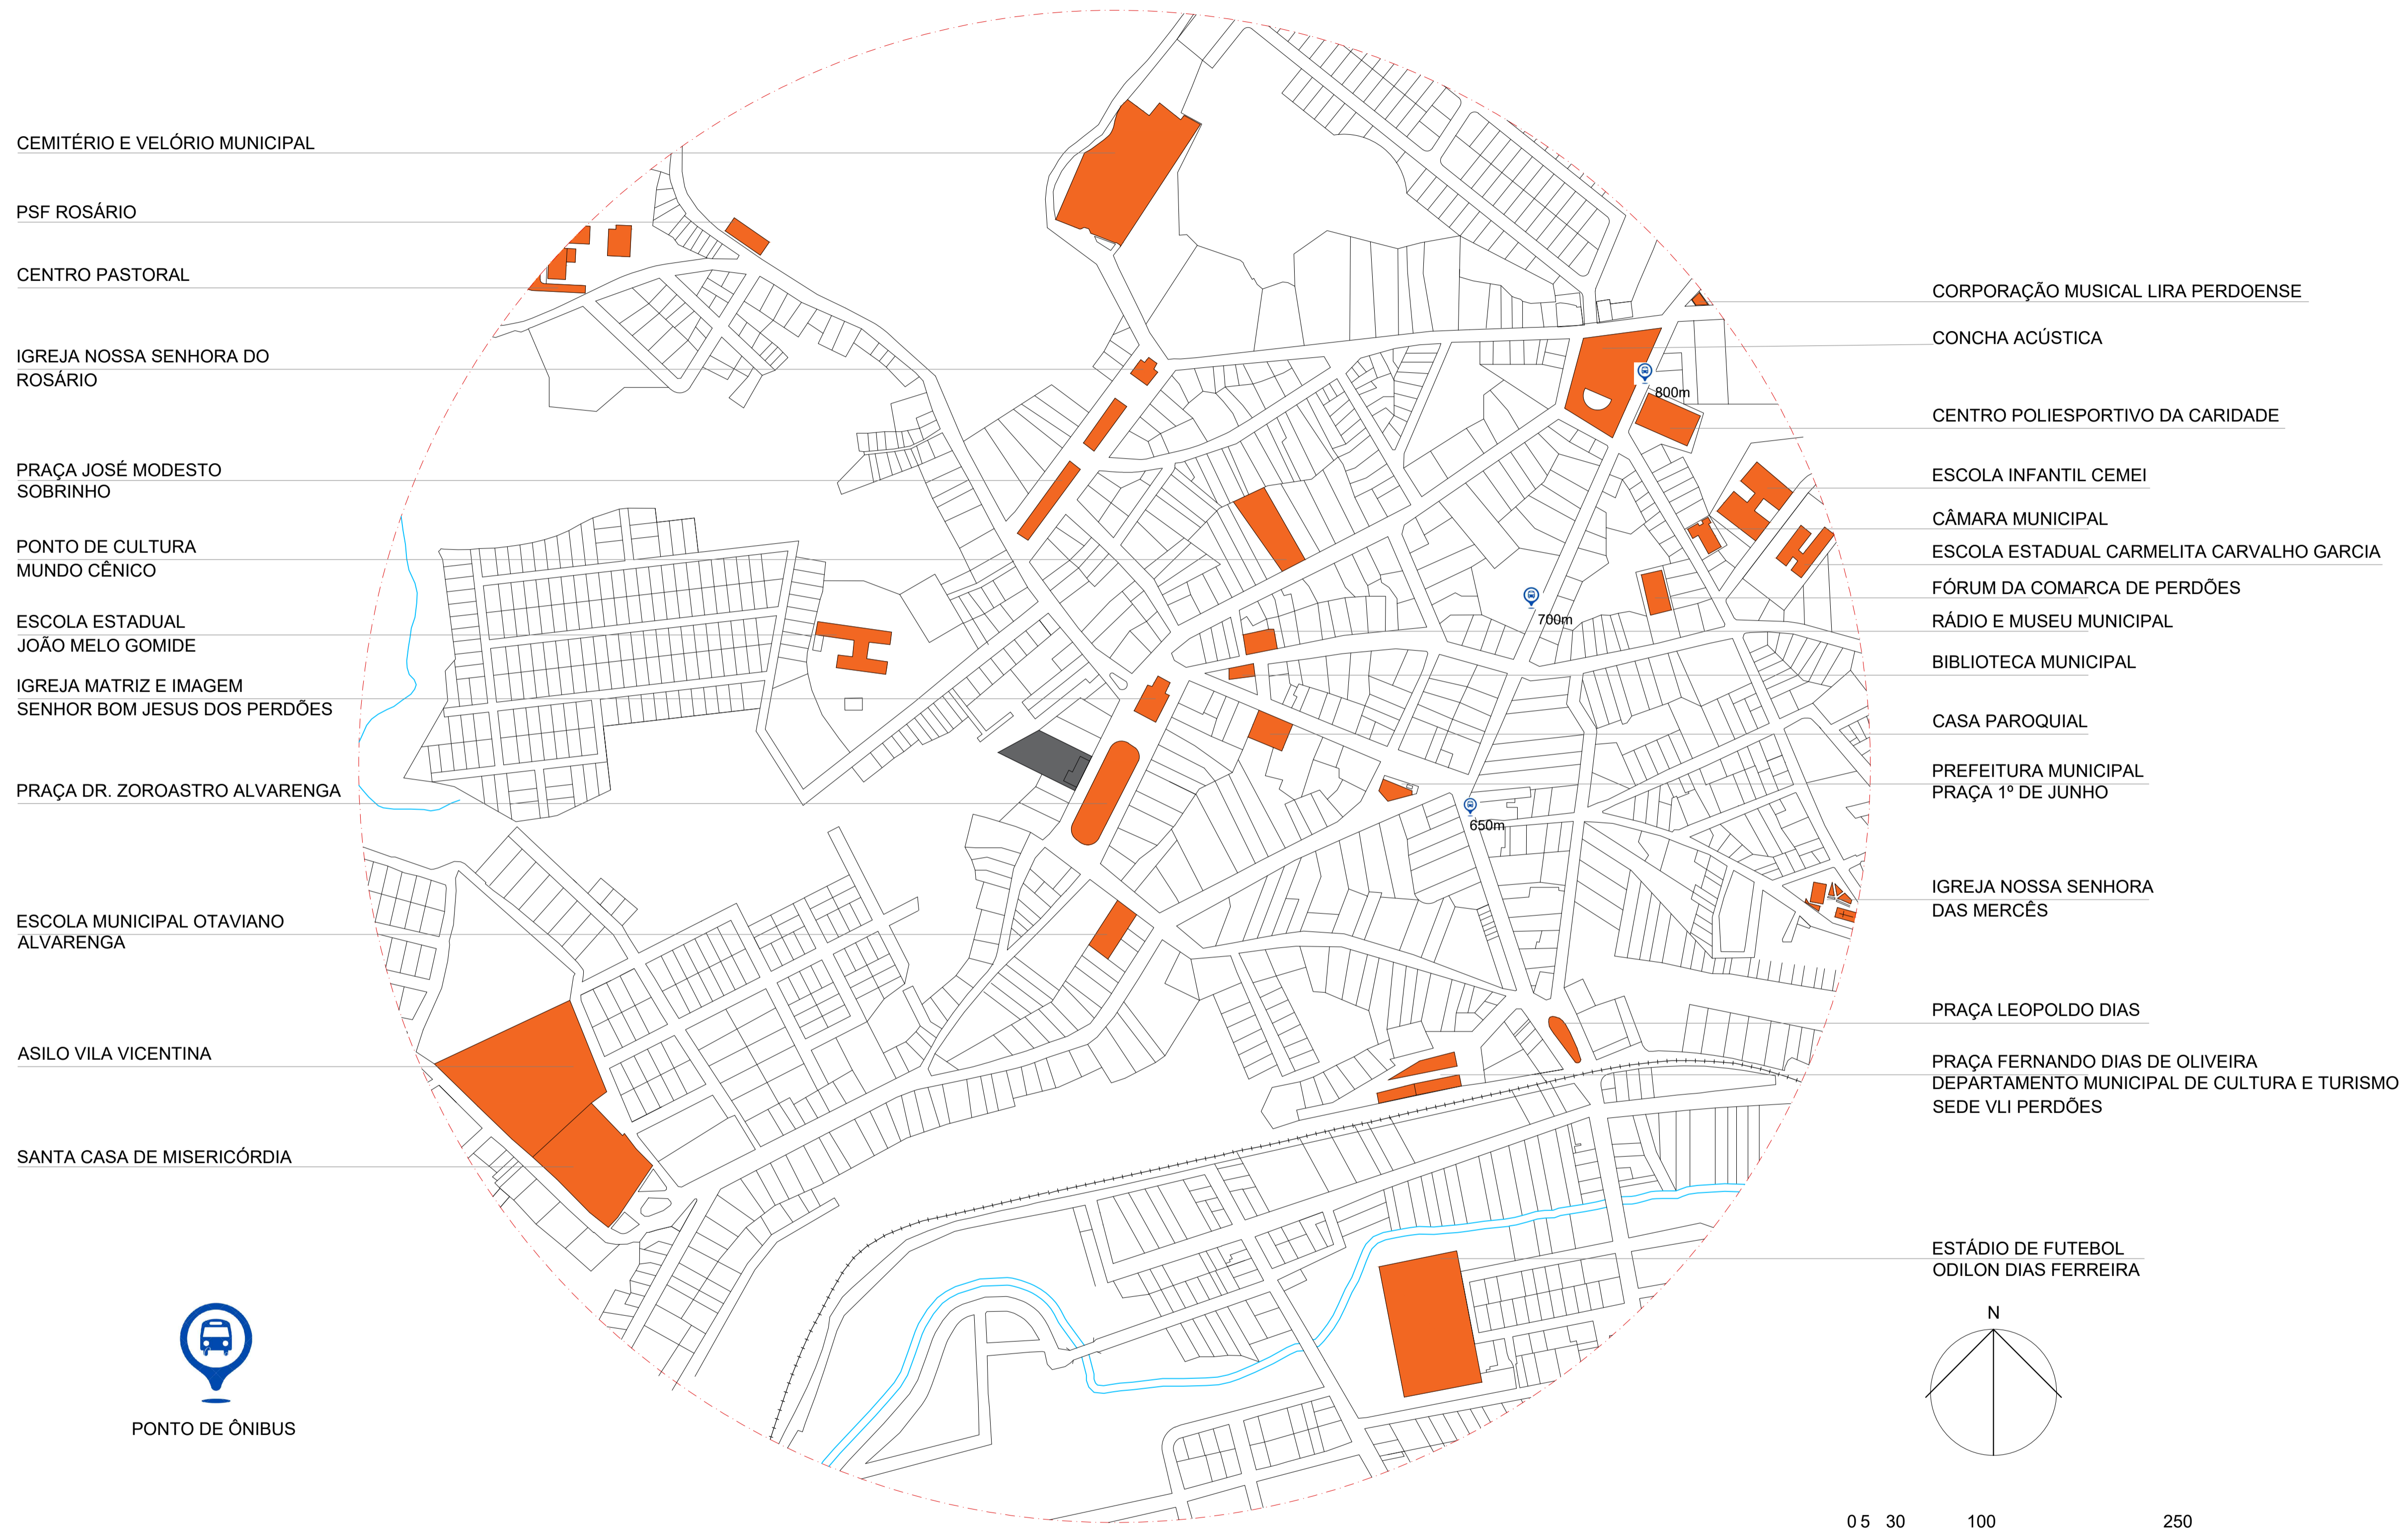 CEMITÉRIO E VELÓRIO MUNICIPAL
PSF ROSÁRIO
CENTRO PASTORAL
IGREJA NOSSA SENHORA DO
ROSÁRIO
PRAÇA JOSÉ MODESTO
SOBRINHO
PONTO DE CULTURA
MUNDO CÊNICO
ESCOLA ESTADUAL
JOÃO MELO GOMIDE
IGREJA MATRIZ E IMAGEM
SENHOR BOM JESUS DOS PERDÕES
PRAÇA DR. ZOROASTRO ALVARENGA
ESCOLA MUNICIPAL OTAVIANO
ALVARENGA
ASILO VILA VICENTINA
SANTA CASA DE MISERICÓRDIA
PONTO DE ÔNIBUS
800m
700m
650m
CORPORAÇÃO MUSICAL LIRA PERDOENSE
CONCHA ACÚSTICA
CENTRO POLIESPORTIVO DA CARIDADE
ESCOLA INFANTIL CEMEI
CÂMARA MUNICIPAL
ESCOLA ESTADUAL CARMELITA CARVALHO GARCIA
FÓRUM DA COMARCA DE PERDÕES
RÁDIO E MUSEU MUNICIPAL
BIBLIOTECA MUNICIPAL
CASA PAROQUIAL
PREFEITURA MUNICIPAL
PRAÇA 1º DE JUNHO
IGREJA NOSSA SENHORA
DAS MERCÊS
PRAÇA LEOPOLDO DIAS
PRAÇA FERNANDO DIAS DE OLIVEIRA
DEPARTAMENTO MUNICIPAL DE CULTURA E TURISMO
SEDE VLI PERDÕES
ESTÁDIO DE FUTEBOL
ODILON DIAS FERREIRA
N
0 5 30 100 250